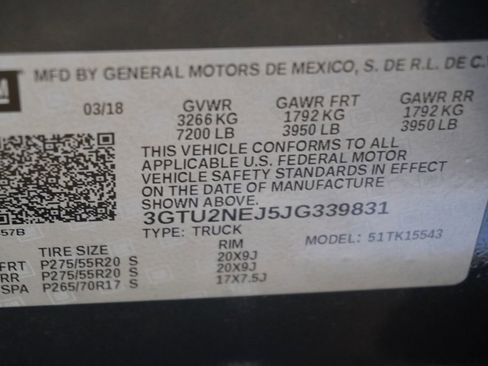 GM
MFD BY GENERAL MOTORS DE MEXICO, S. DE R.L. DE C.V
03/18 GVWR GAWR FRT GAWR RR
3266 KG 1792 KG 1792 KG
7200 LB 3950 LB 3950 LB
THIS VEHICLE CONFORMS TO ALL
APPLICABLE U.S. FEDERAL MOTOR
VEHICLE SAFETY STANDARDS IN EFFECT
ON THE DATE OF MANUFACTURE
SHOWN ABOVE.
57B
3GTU2NEJ5JG339831
TYPE: TRUCK MODEL: 51TK15543
TIRE SIZE RIM
FRT P275/55R20 S 20X9J
RR P275/55R20 S 20X9J
SPA P265/70R17 S 17X7.5J